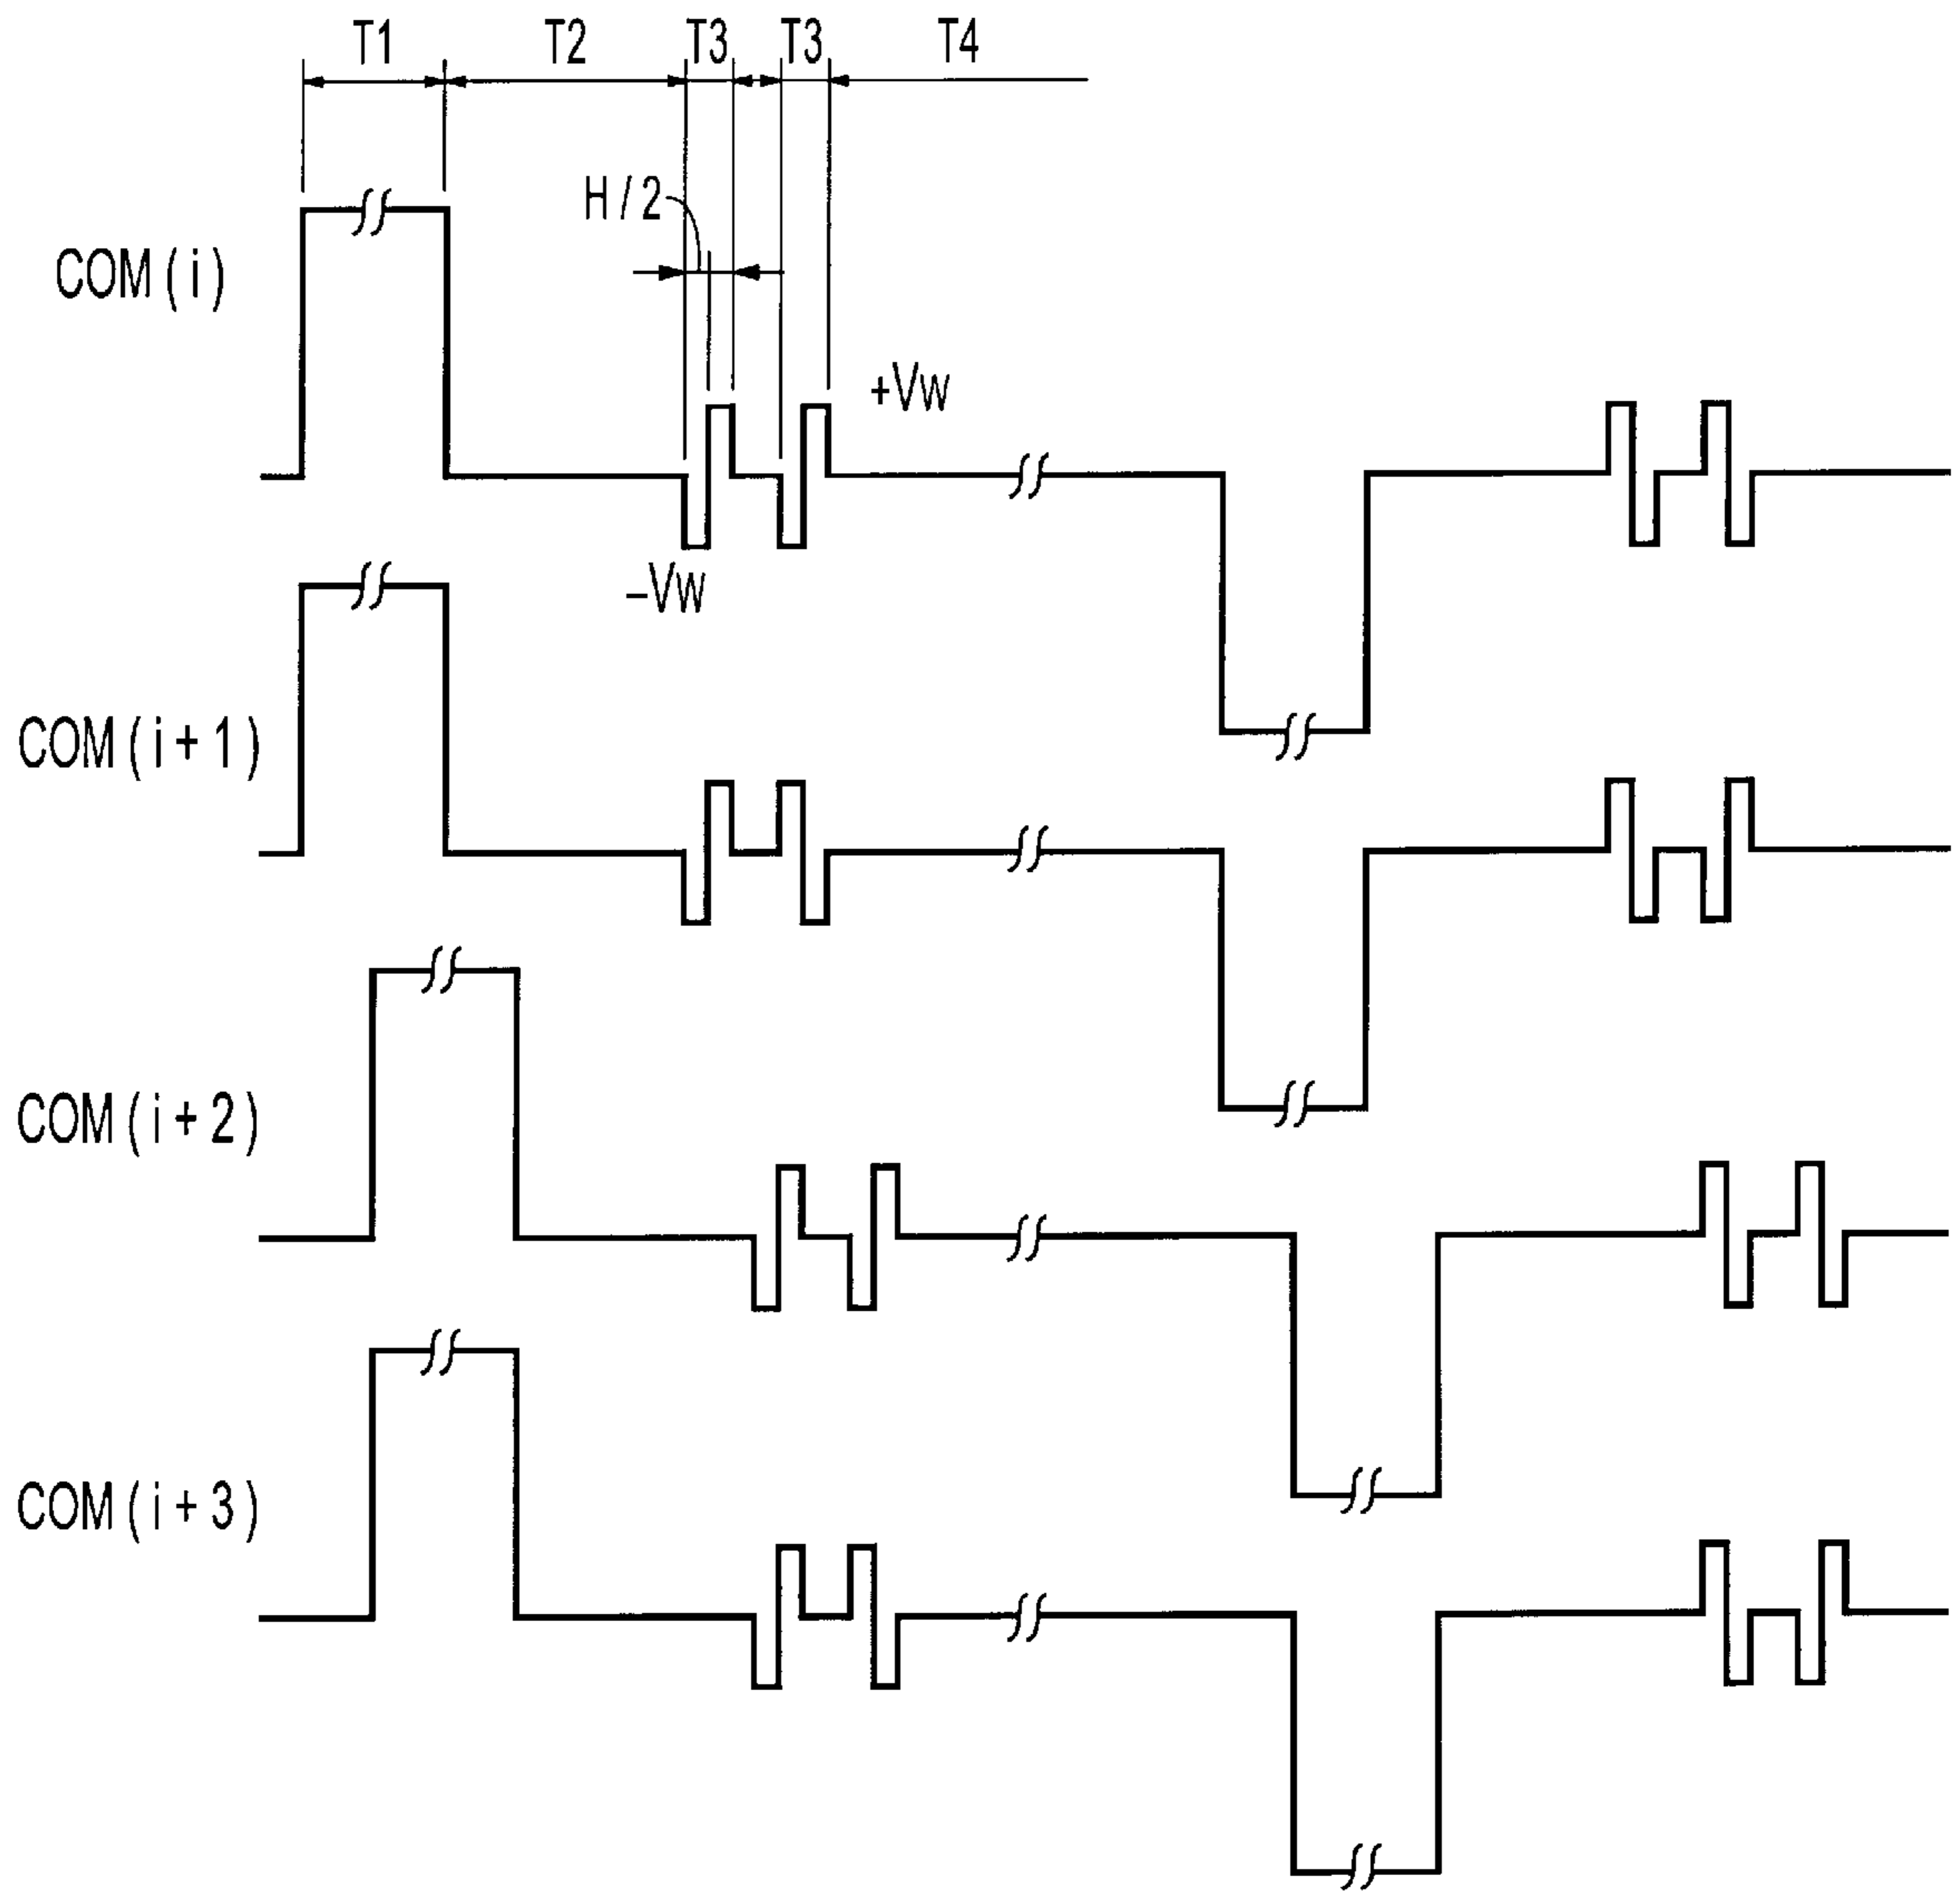 T1 T2 T3 T3 T4
H/2
COM(i)
+Vw
−Vw
COM(i+1)
COM(i+2)
COM(i+3)